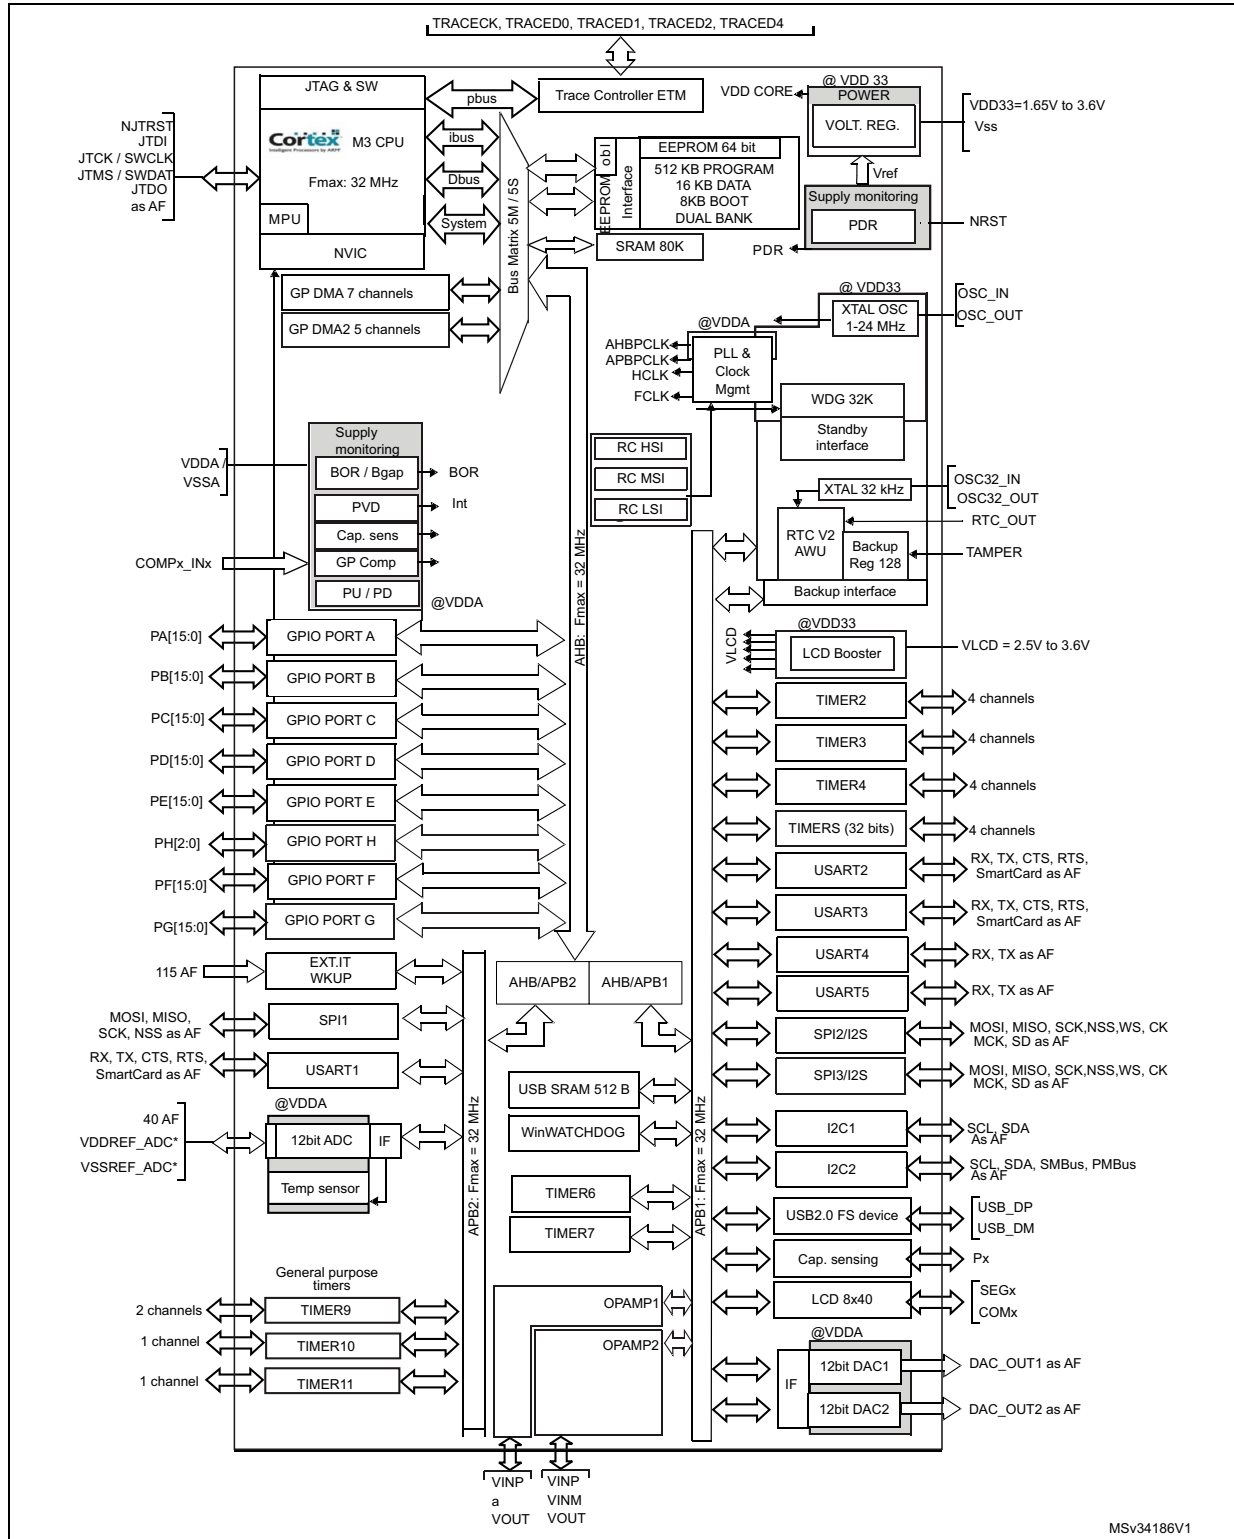 TRACECK, TRACED0, TRACED1, TRACED2, TRACED4
JTAG & SW
pbus
Trace Controller ETM
VDD CORE
@ VDD 33
POWER
VOLT. REG.
VDD33=1.65V to 3.6V
Vss
NJTRST
JTDI
JTCK / SWCLK
JTMS / SWDAT
JTDO
as AF
Cortex
Intelligent Processors by ARM
M3 CPU
Fmax: 32 MHz
MPU
NVIC
ibus
Dbus
System
Bus Matrix 5M / 5S
EEPROM
obl
Interface
EEPROM 64 bit
512 KB PROGRAM
16 KB DATA
8KB BOOT
DUAL BANK
SRAM 80K
Vref
Supply monitoring
PDR
NRST
PDR
GP DMA 7 channels
GP DMA2 5 channels
@ VDD33
XTAL OSC
1-24 MHz
OSC_IN
OSC_OUT
@VDDA
AHBPCLK
APBPCLK
HCLK
FCLK
PLL &
Clock
Mgmt
WDG 32K
Standby
interface
RC HSI
RC MSI
RC LSI
XTAL 32 kHz
OSC32_IN
OSC32_OUT
RTC V2
AWU
RTC_OUT
Backup
Reg 128
TAMPER
Backup interface
VDDA /
VSSA
Supply
monitoring
BOR / Bgap
BOR
PVD
Int
Cap. sens
GP Comp
PU / PD
COMPx_INx
@VDDA
AHB: Fmax = 32 MHz
PA[15:0]
GPIO PORT A
PB[15:0]
GPIO PORT B
PC[15:0]
GPIO PORT C
PD[15:0]
GPIO PORT D
PE[15:0]
GPIO PORT E
PH[2:0]
GPIO PORT H
PF[15:0]
GPIO PORT F
PG[15:0]
GPIO PORT G
@VDD33
VLCD
LCD Booster
VLCD = 2.5V to 3.6V
TIMER2
4 channels
TIMER3
4 channels
TIMER4
4 channels
TIMERS (32 bits)
4 channels
USART2
RX, TX, CTS, RTS,
SmartCard as AF
USART3
RX, TX, CTS, RTS,
SmartCard as AF
USART4
RX, TX as AF
USART5
RX, TX as AF
SPI2/I2S
MOSI, MISO, SCK,NSS,WS, CK
MCK, SD as AF
SPI3/I2S
MOSI, MISO, SCK,NSS,WS, CK
MCK, SD as AF
I2C1
SCL, SDA
As AF
I2C2
SCL, SDA, SMBus, PMBus
As AF
USB2.0 FS device
USB_DP
USB_DM
Cap. sensing
Px
LCD 8x40
SEGx
COMx
@VDDA
IF
12bit DAC1
DAC_OUT1 as AF
12bit DAC2
DAC_OUT2 as AF
115 AF
EXT.IT
WKUP
MOSI, MISO,
SCK, NSS as AF
SPI1
RX, TX, CTS, RTS,
SmartCard as AF
USART1
@VDDA
40 AF
VDDREF_ADC*
VSSREF_ADC*
12bit ADC
IF
Temp sensor
General purpose
timers
2 channels
TIMER9
1 channel
TIMER10
1 channel
TIMER11
APB2: Fmax = 32 MHz
AHB/APB2
AHB/APB1
USB SRAM 512 B
WinWATCHDOG
TIMER6
TIMER7
APB1: Fmax = 32 MHz
OPAMP1
OPAMP2
VINP
a
VOUT
VINP
VINM
VOUT
MSv34186V1